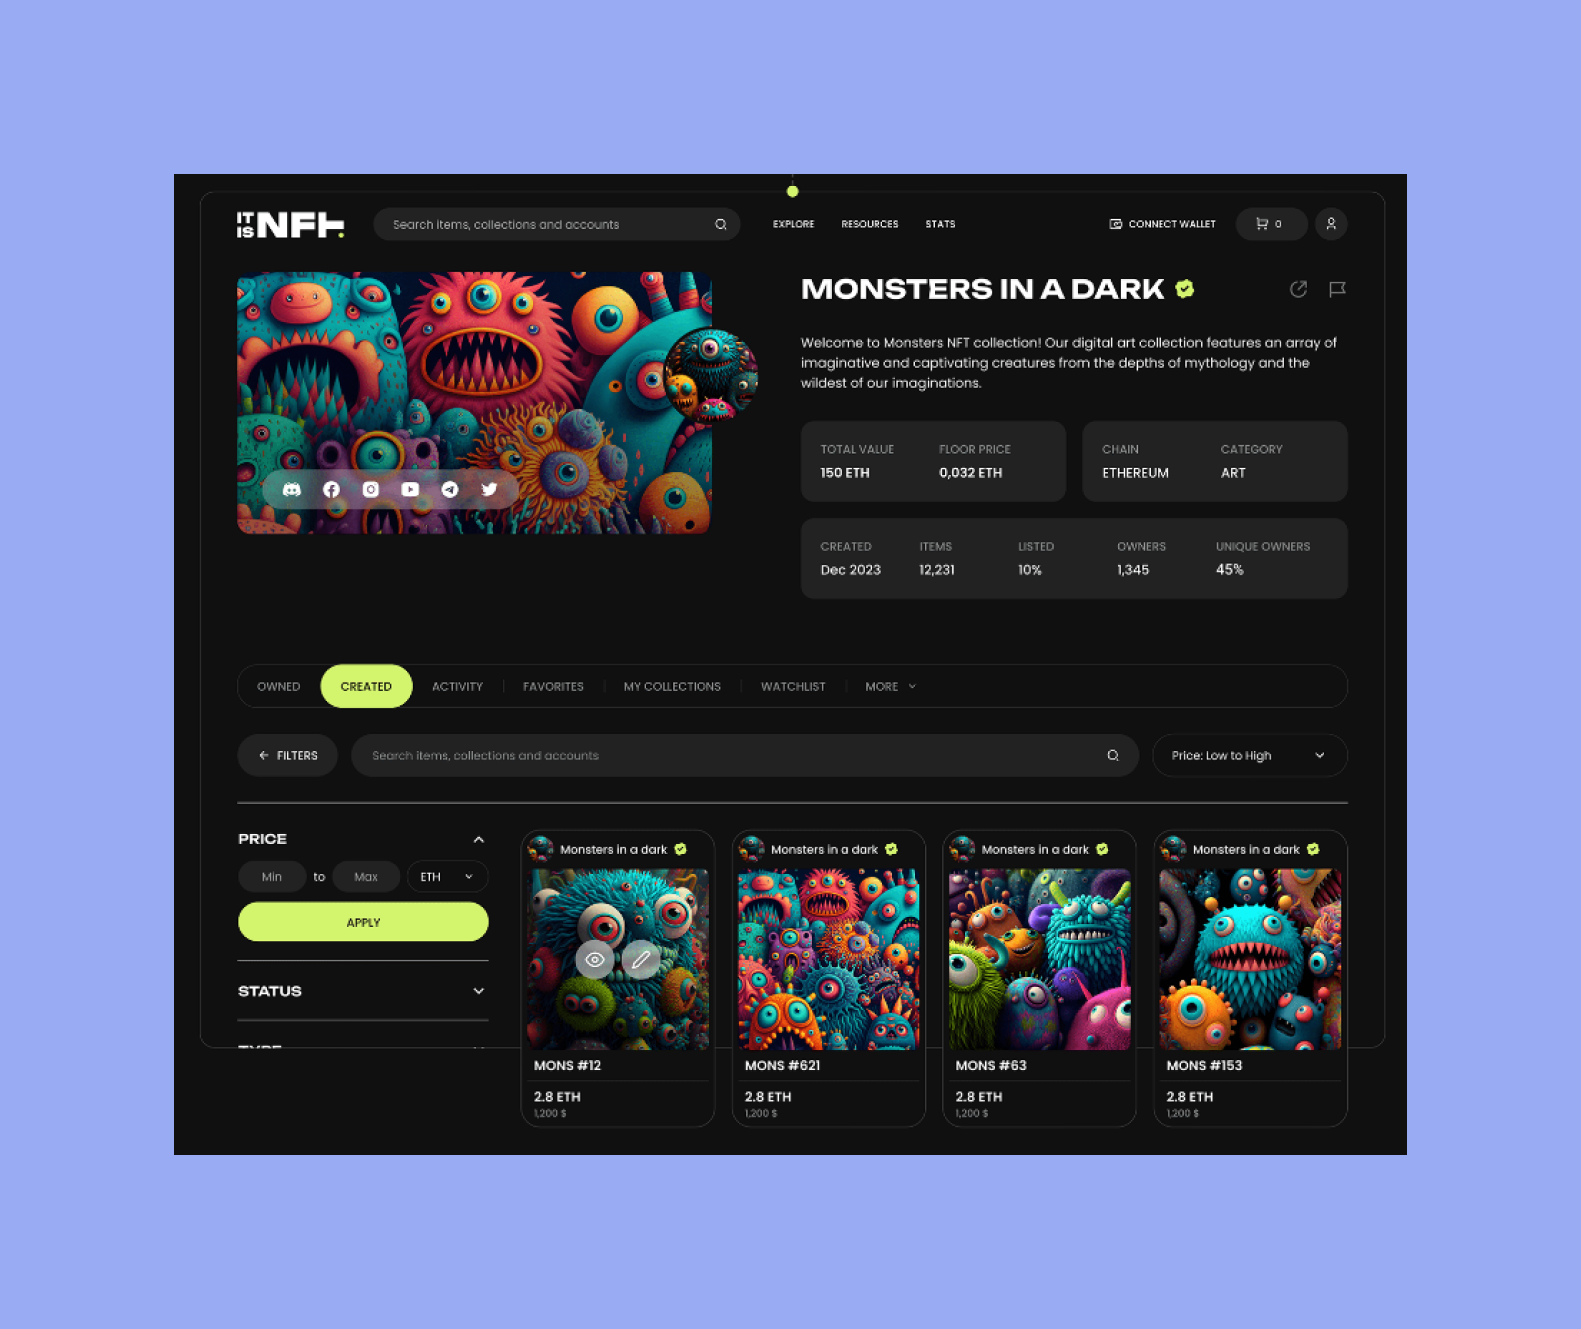 IT IS NFT.
Search items, collections and accounts
EXPLORE
RESOURCES
STATS
CONNECT WALLET
0
MONSTERS IN A DARK
Welcome to Monsters NFT collection! Our digital art collection features an array of
imaginative and captivating creatures from the depths of mythology and the
wildest of our imaginations.
TOTAL VALUE
150 ETH
FLOOR PRICE
0,032 ETH
CHAIN
ETHEREUM
CATEGORY
ART
CREATED
Dec 2023
ITEMS
12,231
LISTED
10%
OWNERS
1,345
UNIQUE OWNERS
45%
OWNED
CREATED
ACTIVITY
FAVORITES
MY COLLECTIONS
WATCHLIST
MORE
FILTERS
Search items, collections and accounts
Price: Low to High
PRICE
Min
to
Max
ETH
APPLY
STATUS
TYPE
Monsters in a dark
MONS #12
2.8 ETH
1,200 $
Monsters in a dark
MONS #621
2.8 ETH
1,200 $
Monsters in a dark
MONS #63
2.8 ETH
1,200 $
Monsters in a dark
MONS #153
2.8 ETH
1,200 $